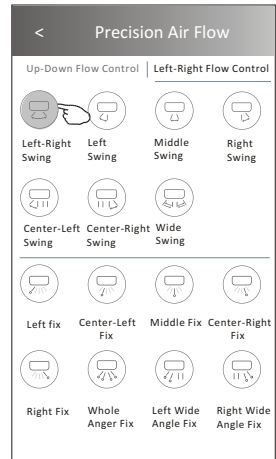 < Precision Air Flow
Up-Down Flow Control Left-Right Flow Control
Left-Right Left Middle Right
Swing Swing Swing Swing
Center-Left Center-Right Wide
Swing Swing Swing
Left fix Center-Left Middle Fix Center-Right
Fix Fix
Right Fix Whole Left Wide Right Wide
Anger Fix Angle Fix Angle Fix